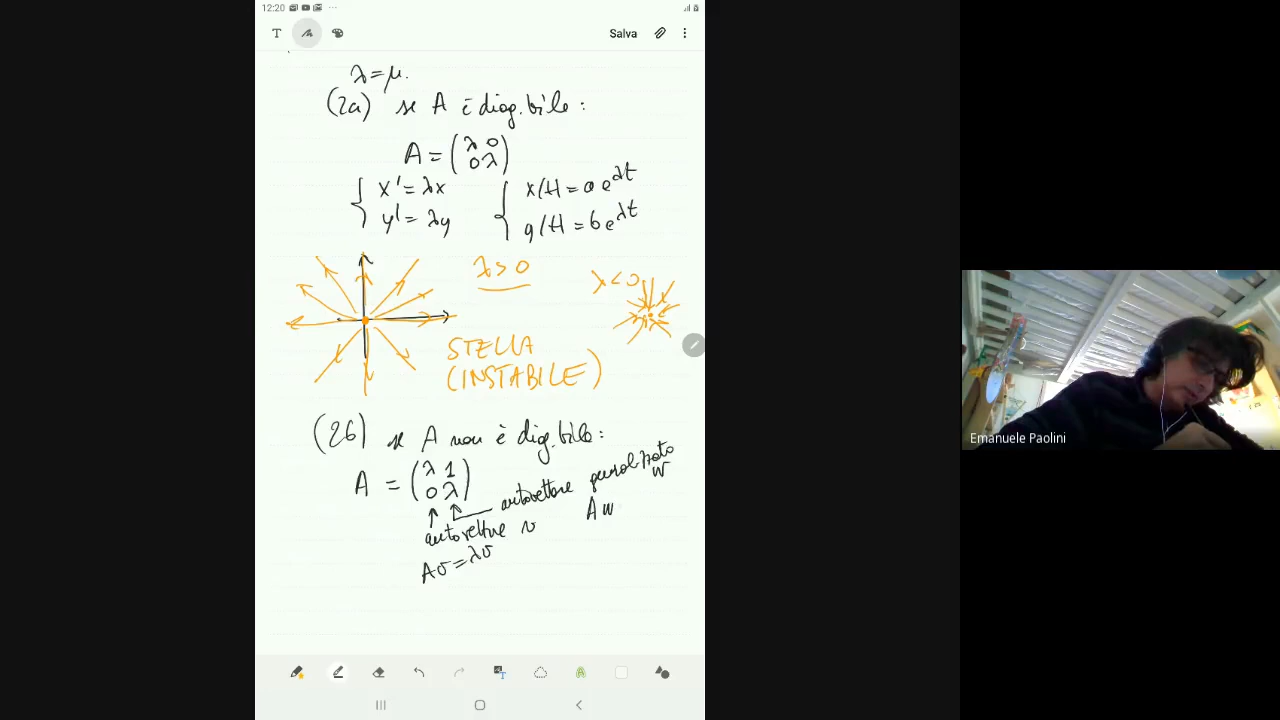 12:20
T
Salva
λ=μ.
(2a) se A è diag.bile:
A = (λ 0
0 λ)
x' = λx
y' = λy
x(t) = a e^λt
y(t) = b e^λt
λ > 0
λ < 0
STELLA
(INSTABILE)
(2b) se A non è diag.bile:
A = (λ 1
0 λ)
autovettore generalizzato w
autovettore v
A w
Av = λv
Emanuele Paolini